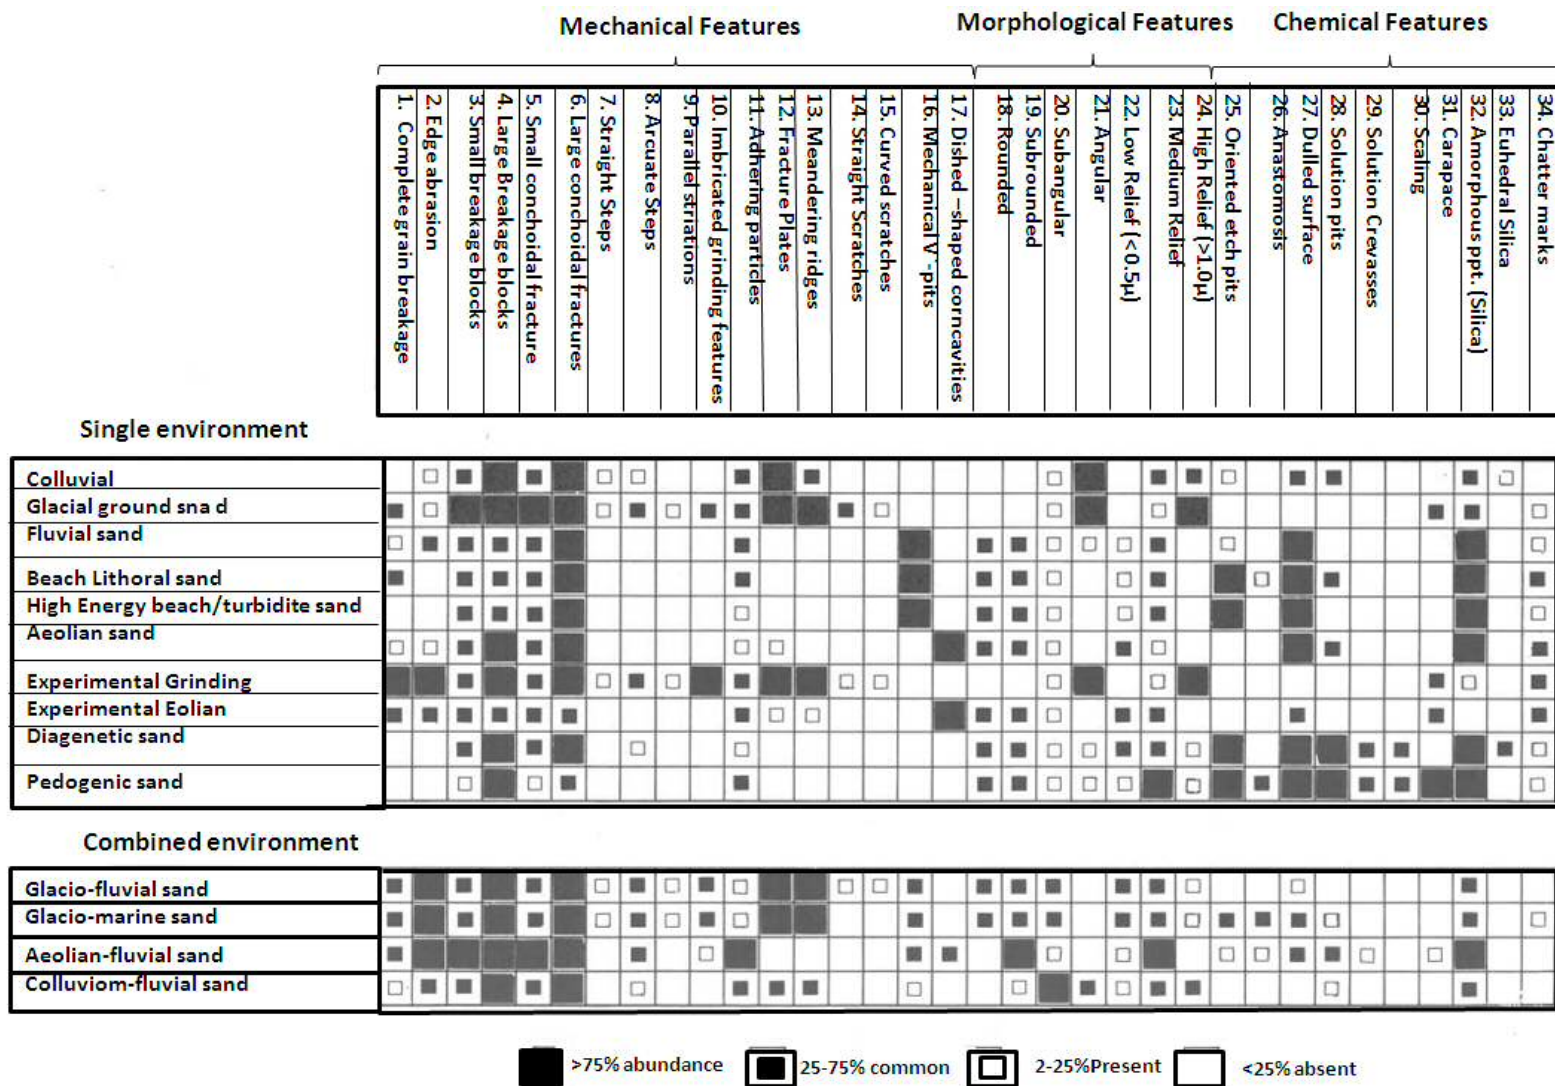 Mechanical Features
Morphological Features
Chemical Features
1. Complete grain breakage
2. Edge abrasion
3. Small breakage blocks
4. Large Breakage blocks
5. Small conchoidal fracture
6. Large conchoidal fractures
7. Straight Steps
8. Arcuate Steps
9. Parallel striations
10. Imbricated grinding features
11. Adhering particles
12. Fracture Plates
13. Meandering ridges
14. Straight Scratches
15. Curved scratches
16. Mechanical V -pits
17. Dished –shaped corncavities
18. Rounded
19. Subrounded
20. Subangular
21. Angular
22. Low Relief (<0.5µ)
23. Medium Relief
24. High Relief (>1.0µ)
25. Oriented etch pits
26. Anastomosis
27. Dulled surface
28. Solution pits
29. Solution Crevasses
30. Scaling
31. Carapace
32. Amorphous ppt. (Silica)
33. Euhedral Silica
34. Chatter marks
Single environment
Colluvial
Glacial ground sna d
Fluvial sand
Beach Lithoral sand
High Energy beach/turbidite sand
Aeolian sand
Experimental Grinding
Experimental Eolian
Diagenetic sand
Pedogenic sand
Combined environment
Glacio-fluvial sand
Glacio-marine sand
Aeolian-fluvial sand
Colluviom-fluvial sand
>75% abundance
25-75% common
2-25%Present
<25% absent